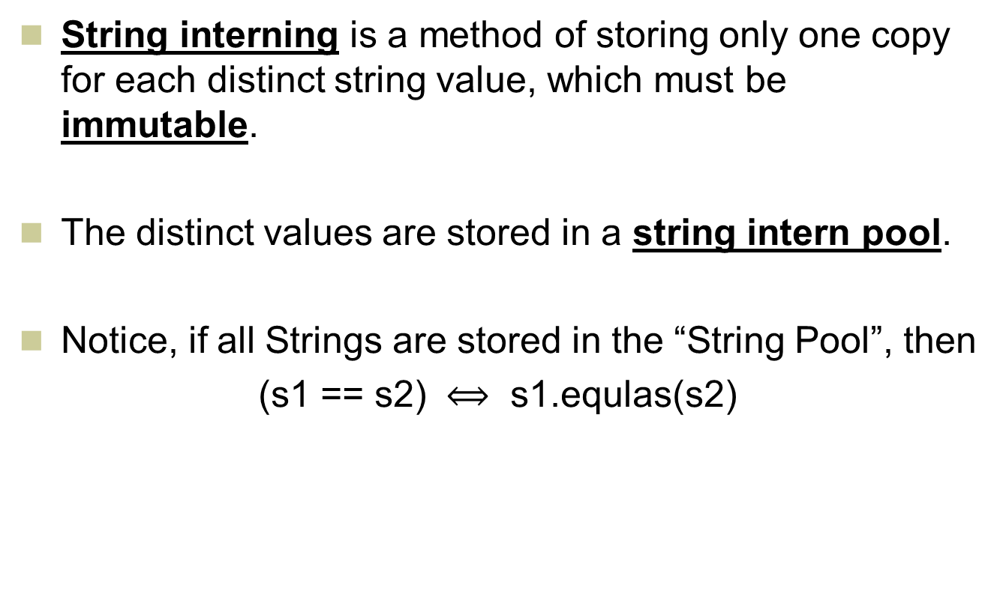 String interning is a method of storing only one copy
for each distinct string value, which must be
immutable.
The distinct values are stored in a string intern pool.
Notice, if all Strings are stored in the “String Pool”, then
(s1 == s2) ⇔ s1.equlas(s2)